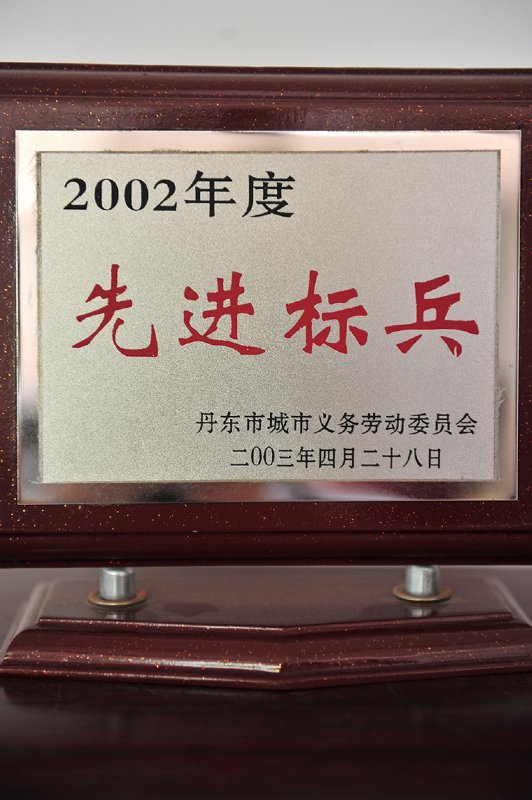 2002年度
先进标兵
丹东市城市义务劳动委员会
二00三年四月二十八日